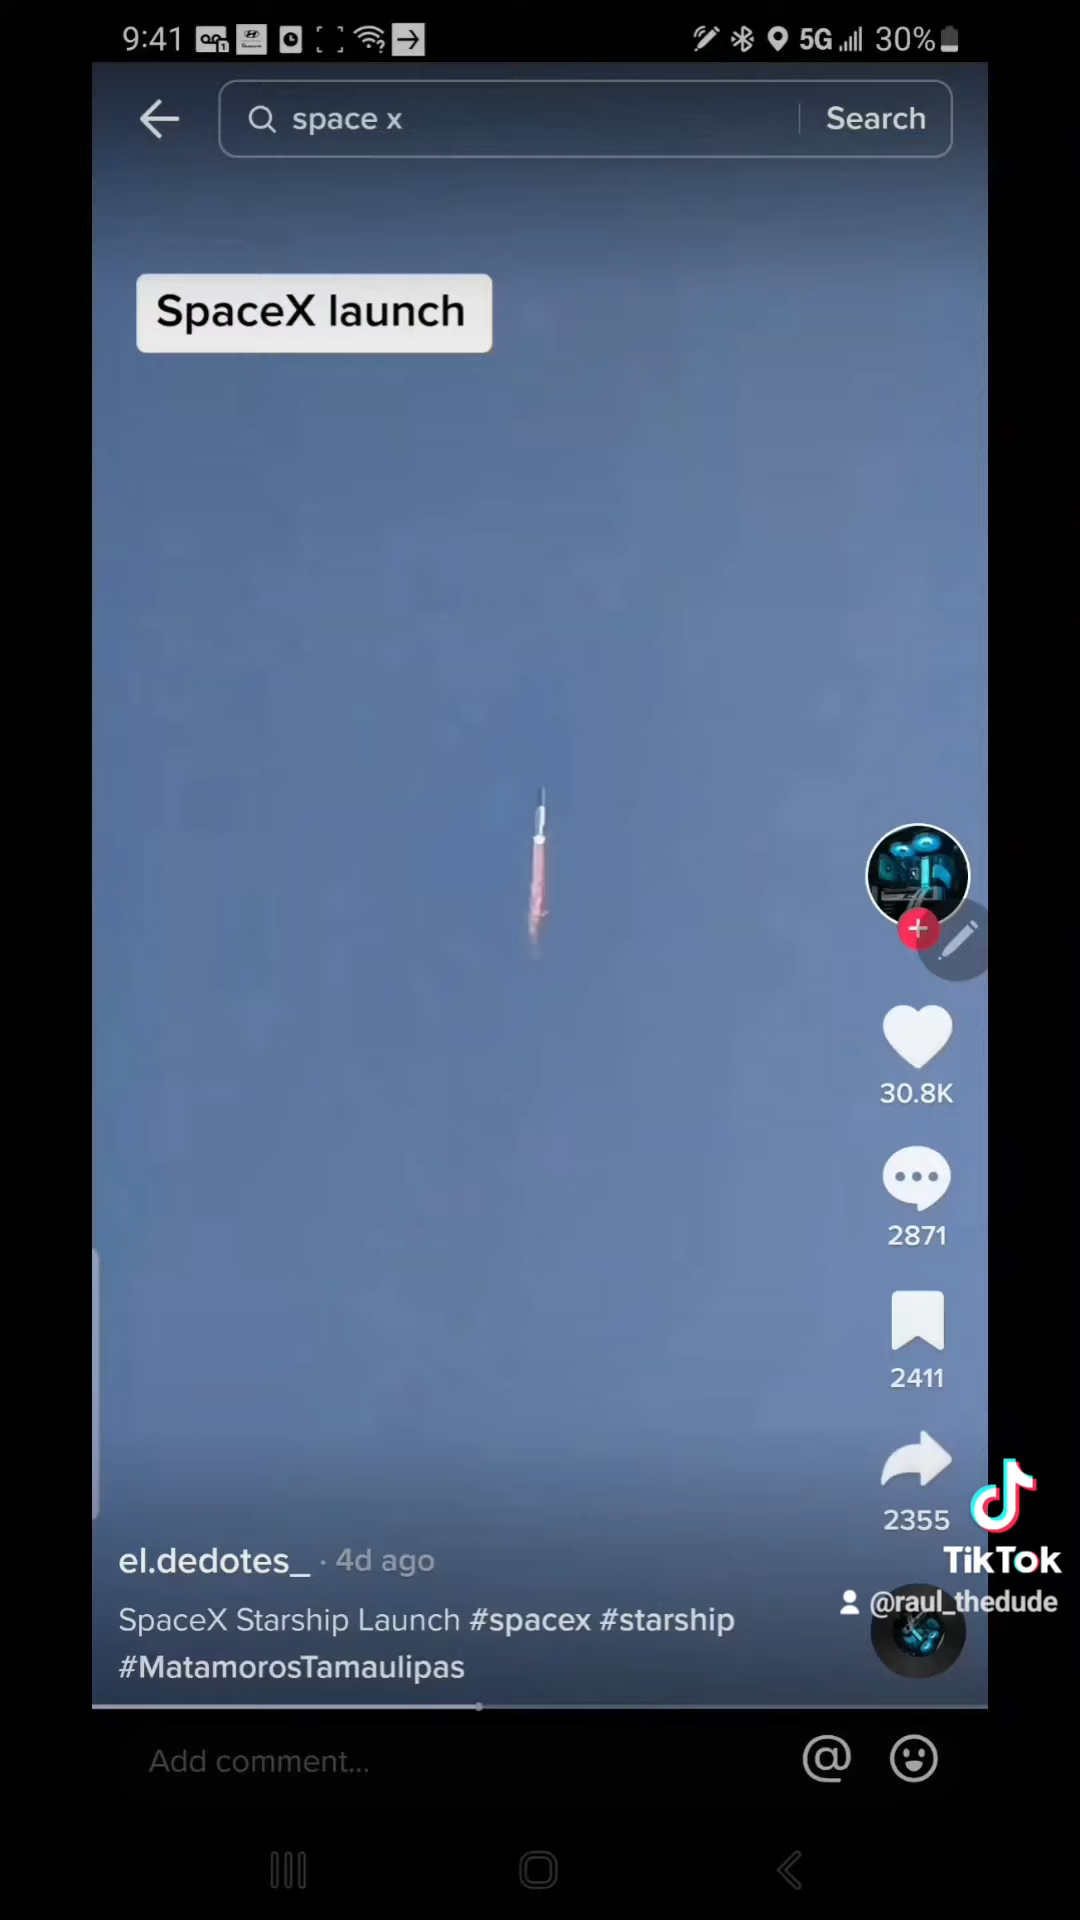 9:41 5G 30%
space x Search
SpaceX launch
30.8K
2871
2411
2355
TikTok
@raul_thedude
el.dedotes_ · 4d ago
SpaceX Starship Launch #spacex #starship
#MatamorosTamaulipas
Add comment...